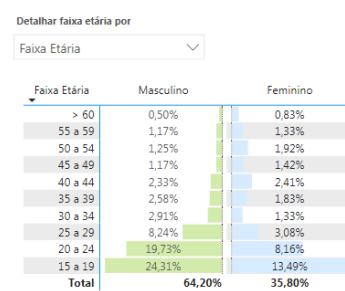 Detalhar faixa etária por
Faixa Etária
Faixa Etária Masculino Feminino
> 60 0,50% 0,83%
55 a 59 1,17% 1,33%
50 a 54 1,25% 1,92%
45 a 49 1,17% 1,42%
40 a 44 2,33% 2,41%
35 a 39 2,58% 1,83%
30 a 34 2,91% 1,33%
25 a 29 8,24% 3,08%
20 a 24 19,73% 8,16%
15 a 19 24,31% 13,49%
Total 64,20% 35,80%